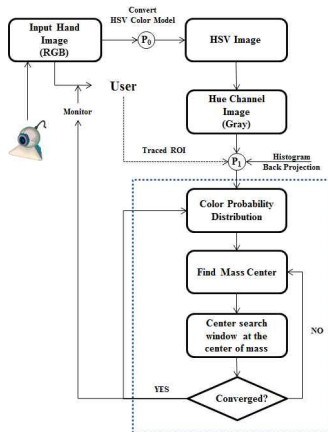 Convert
HSV Color Model
Input Hand
Image
(RGB)
P0
HSV Image
User
Monitor
Hue Channel
Image
(Gray)
Traced ROI
P1
Histogram
Back Projection
Color Probability
Distribution
Find Mass Center
Center search
window at the
center of mass
NO
YES
Converged?